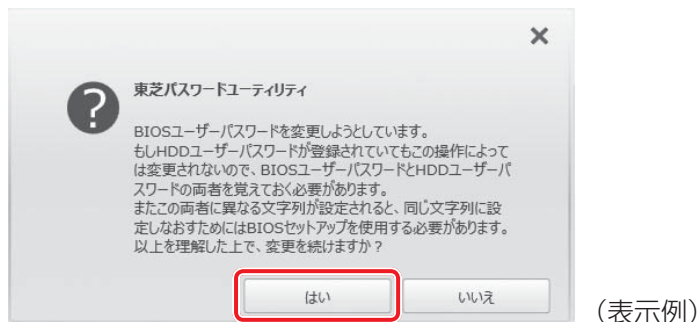 東芝パスワードユーティリティ
BIOSユーザーパスワードを変更しようとしています。
もしHDDユーザーパスワードが登録されていてもこの操作によって
は変更されないので、BIOSユーザーパスワードとHDDユーザーパ
スワードの両者を覚えておく必要があります。
またこの両者に異なる文字列が設定されると、同じ文字列に設
定しなおすためにはBIOSセットアップを使用する必要があります。
以上を理解した上で、変更を続けますか？
はい
いいえ
（表示例）